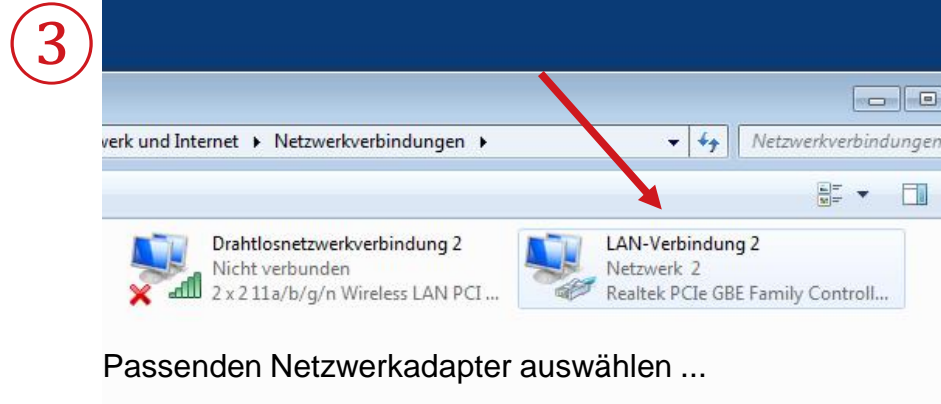 3
werk und Internet ▸ Netzwerkverbindungen ▸
Netzwerkverbindungen
Drahtlosnetzwerkverbindung 2
Nicht verbunden
2 x 2 11a/b/g/n Wireless LAN PCI ...
LAN-Verbindung 2
Netzwerk 2
Realtek PCIe GBE Family Controll...
Passenden Netzwerkadapter auswählen ...